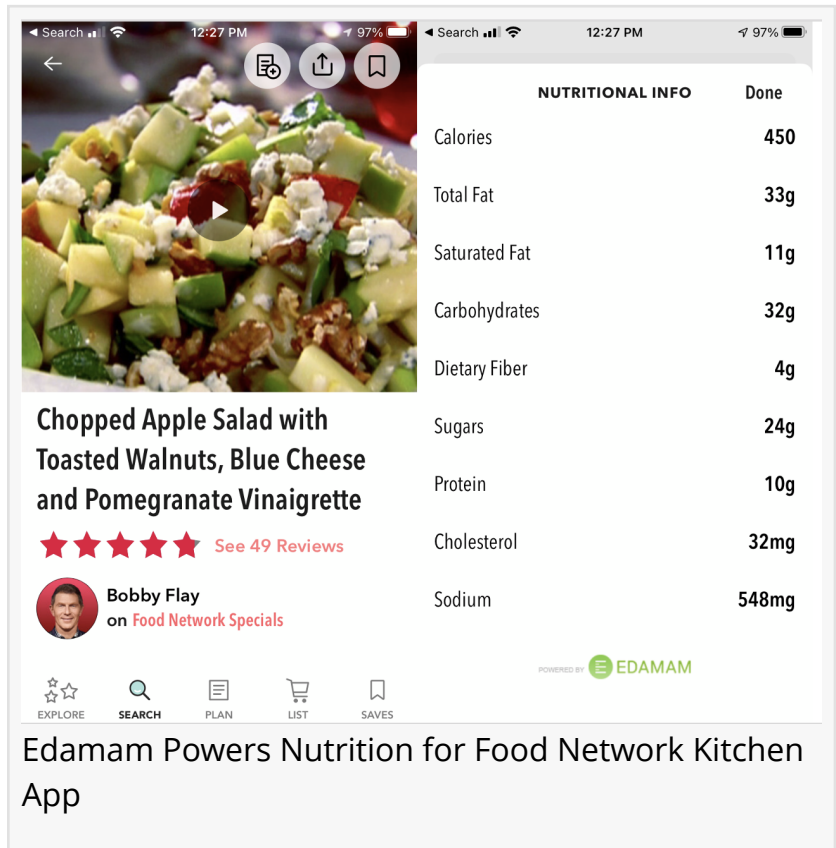 Search
12:27 PM
97%
Chopped Apple Salad with
Toasted Walnuts, Blue Cheese
and Pomegranate Vinaigrette
See 49 Reviews
Bobby Flay
on Food Network Specials
EXPLORE
SEARCH
PLAN
LIST
SAVES
Search
12:27 PM
97%
NUTRITIONAL INFO Done
Calories 450
Total Fat 33g
Saturated Fat 11g
Carbohydrates 32g
Dietary Fiber 4g
Sugars 24g
Protein 10g
Cholesterol 32mg
Sodium 548mg
POWERED BY EDAMAM
Edamam Powers Nutrition for Food Network Kitchen
App